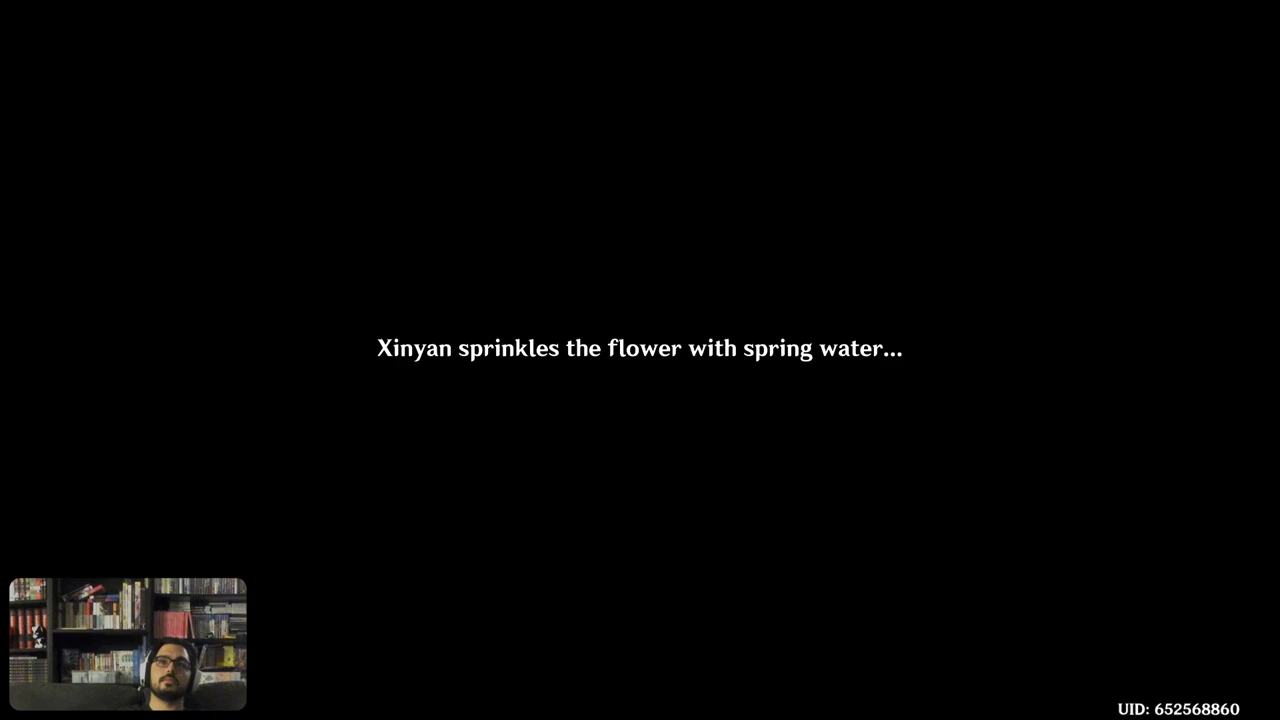 Xinyan sprinkles the flower with spring water...
UID: 652568860